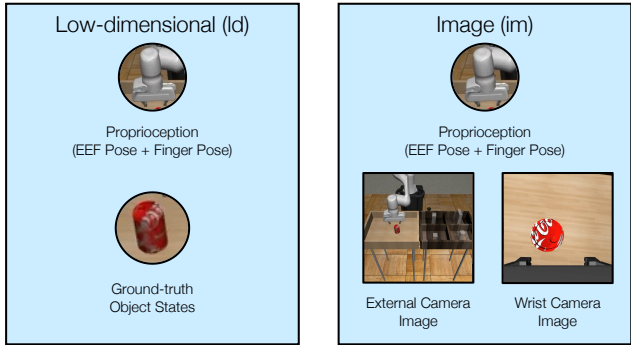 Low-dimensional (ld)
Proprioception
(EEF Pose + Finger Pose)
Ground-truth
Object States
Image (im)
Proprioception
(EEF Pose + Finger Pose)
External Camera
Image
Wrist Camera
Image